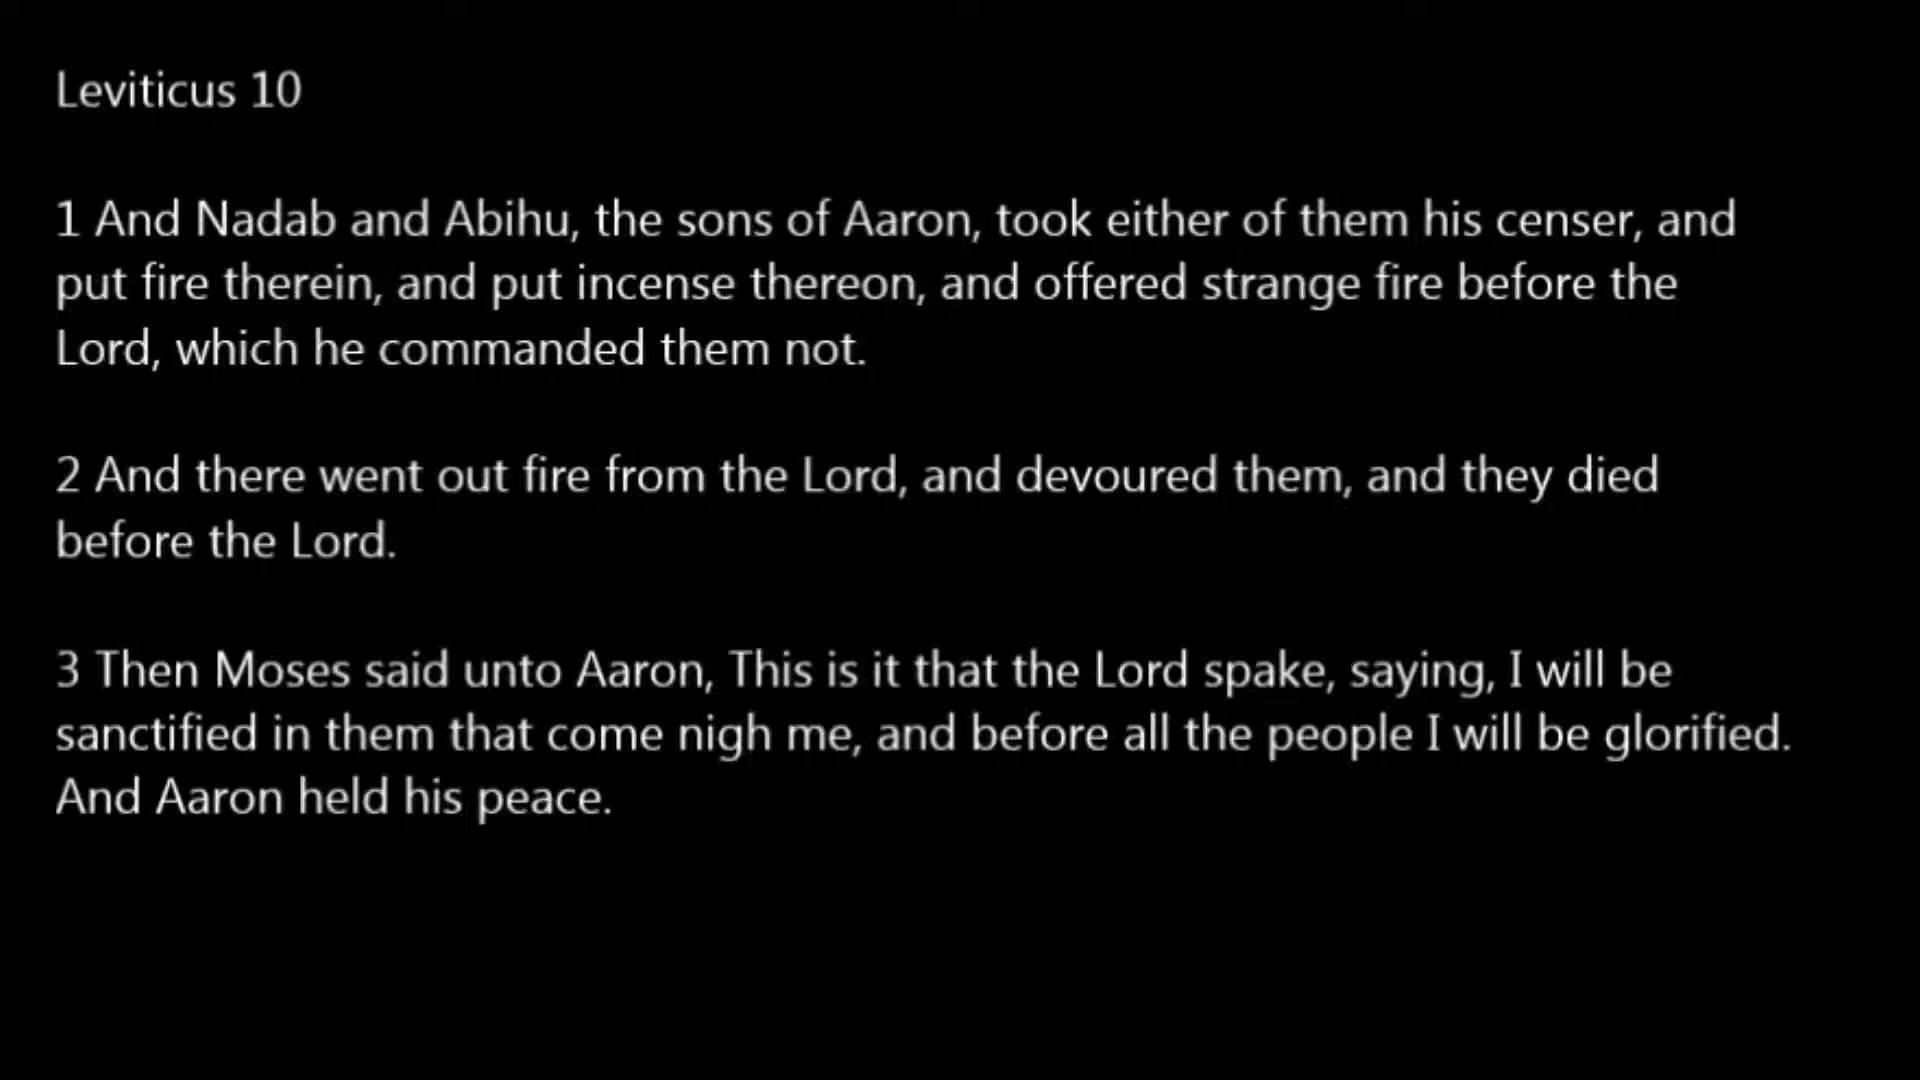 Leviticus 10
1 And Nadab and Abihu, the sons of Aaron, took either of them his censer, and
put fire therein, and put incense thereon, and offered strange fire before the
Lord, which he commanded them not.
2 And there went out fire from the Lord, and devoured them, and they died
before the Lord.
3 Then Moses said unto Aaron, This is it that the Lord spake, saying, I will be
sanctified in them that come nigh me, and before all the people I will be glorified.
And Aaron held his peace.